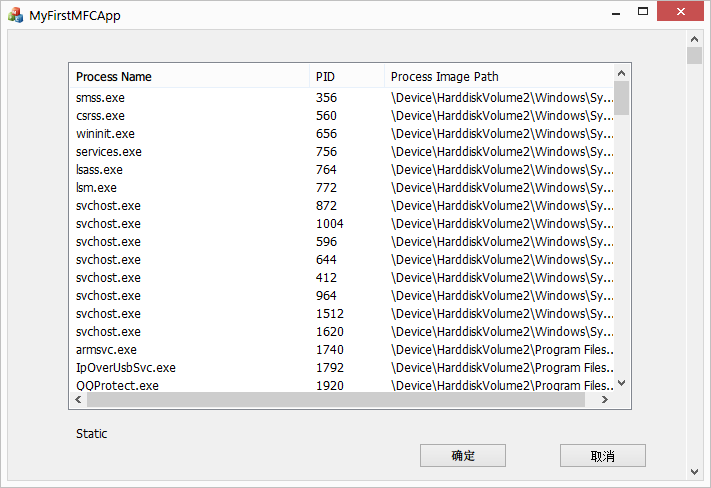 MyFirstMFCApp
Process Name PID Process Image Path
smss.exe 356 \Device\HarddiskVolume2\Windows\Sy...
csrss.exe 560 \Device\HarddiskVolume2\Windows\Sy...
wininit.exe 656 \Device\HarddiskVolume2\Windows\Sy...
services.exe 756 \Device\HarddiskVolume2\Windows\Sy...
lsass.exe 764 \Device\HarddiskVolume2\Windows\Sy...
lsm.exe 772 \Device\HarddiskVolume2\Windows\Sy...
svchost.exe 872 \Device\HarddiskVolume2\Windows\Sy...
svchost.exe 1004 \Device\HarddiskVolume2\Windows\Sy...
svchost.exe 596 \Device\HarddiskVolume2\Windows\Sy...
svchost.exe 644 \Device\HarddiskVolume2\Windows\Sy...
svchost.exe 412 \Device\HarddiskVolume2\Windows\Sy...
svchost.exe 964 \Device\HarddiskVolume2\Windows\Sy...
svchost.exe 1512 \Device\HarddiskVolume2\Windows\Sy...
svchost.exe 1620 \Device\HarddiskVolume2\Windows\Sy...
armsvc.exe 1740 \Device\HarddiskVolume2\Program Files...
IpOverUsbSvc.exe 1792 \Device\HarddiskVolume2\Program Files...
QQProtect.exe 1920 \Device\HarddiskVolume2\Program Files...
Static
确定 取消